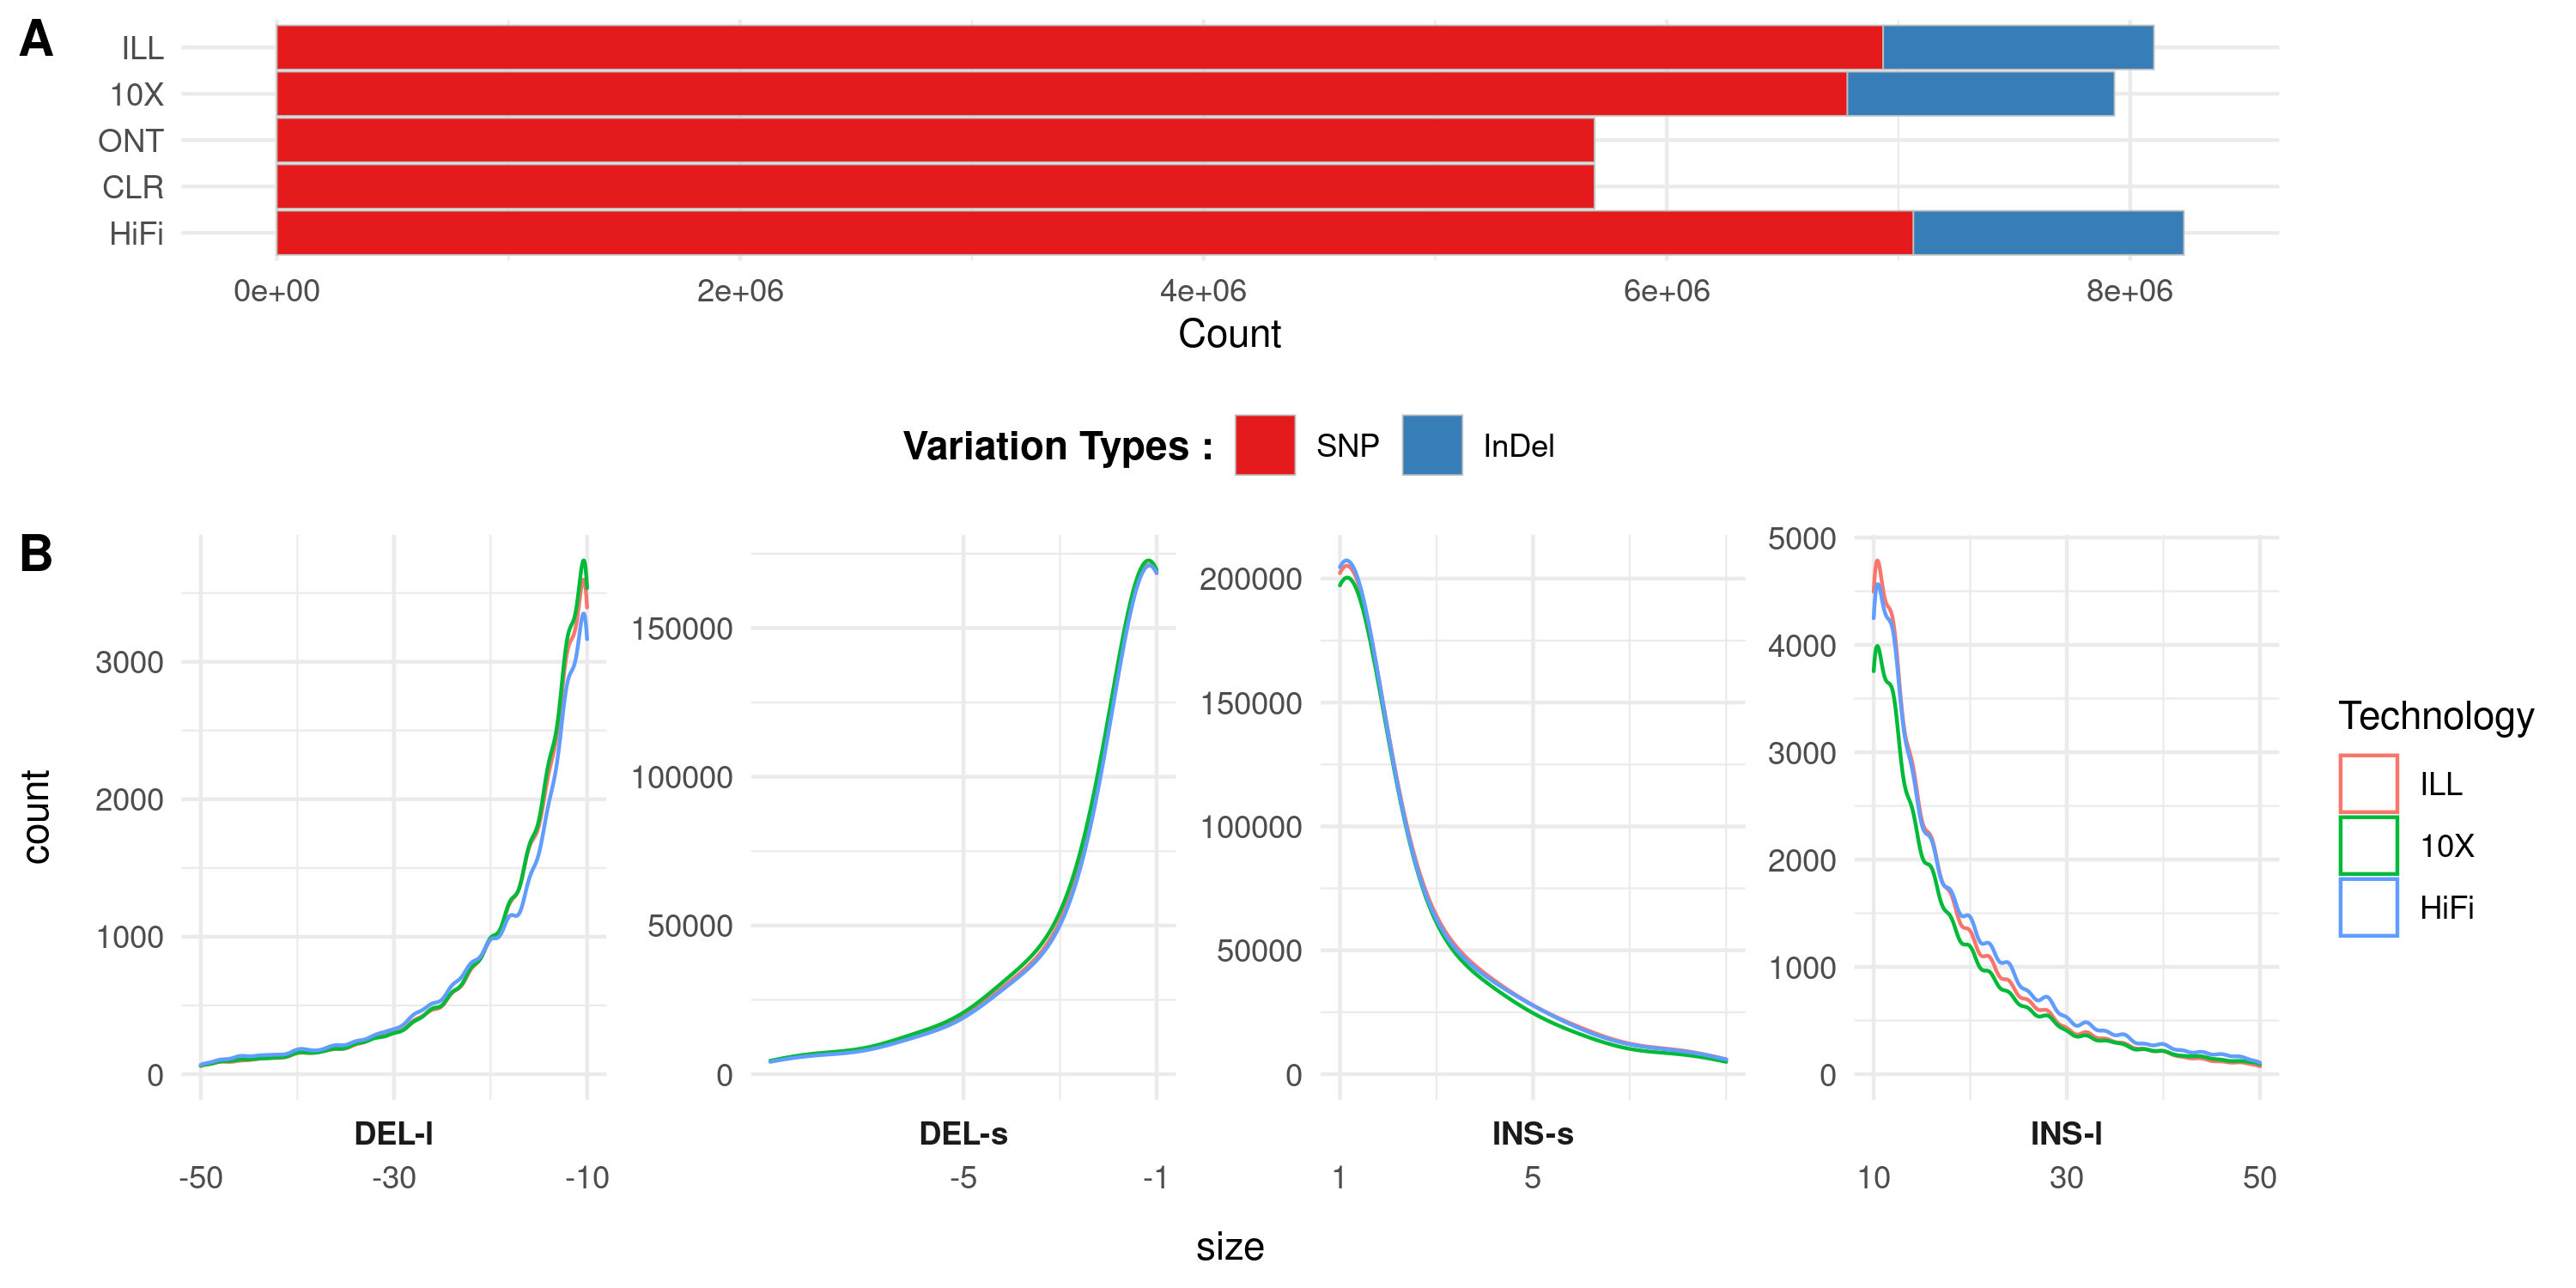 A
ILL
10X
ONT
CLR
HiFi
0e+00 2e+06 4e+06 6e+06 8e+06
Count
Variation Types : SNP InDel
B
count
3000
2000
1000
0
150000
100000
50000
0
200000
150000
100000
50000
0
5000
4000
3000
2000
1000
0
DEL-l DEL-s INS-s INS-l
-50 -30 -10 -5 -1 1 5 10 30 50
size
Technology
ILL
10X
HiFi